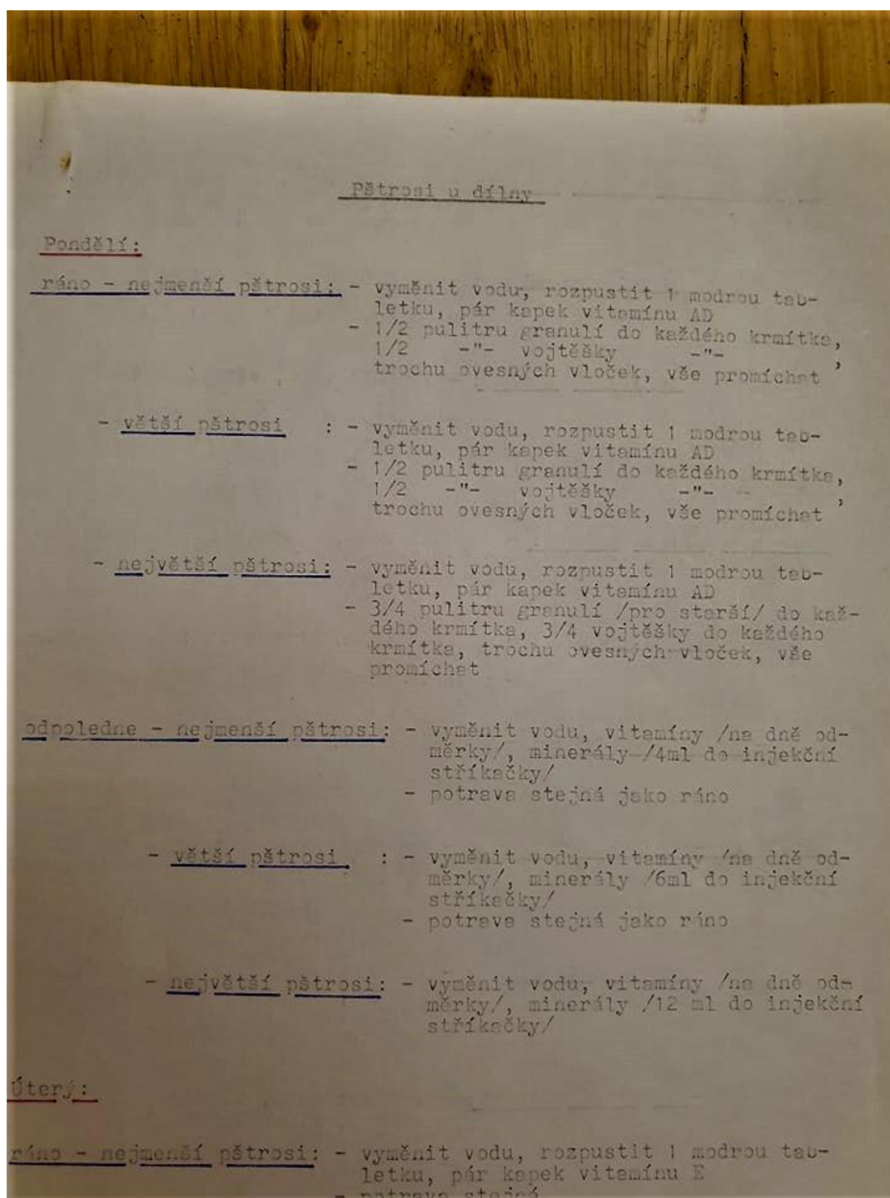 Pštrosi u dílny
Pondělí:
ráno - nejmenší pštrosi: - vyměnit vodu, rozpustit 1 modrou tab-
letku, pár kapek vitamínu AD
- 1/2 pulitru granulí do každého krmítka,
1/2 -"- vojtěšky -"- ,
trochu ovesných vloček, vše promíchat
- větší pštrosi : - vyměnit vodu, rozpustit 1 modrou tab-
letku, pár kapek vitamínu AD
- 1/2 pulitru granulí do každého krmítka,
1/2 -"- vojtěšky -"- ,
trochu ovesných vloček, vše promíchat
- největší pštrosi: - vyměnit vodu, rozpustit 1 modrou tab-
letku, pár kapek vitamínu AD
- 3/4 pulitru granulí /pro starší/ do kaž-
dého krmítka, 3/4 vojtěšky do každého
krmítka, trochu ovesných vloček, vše
promíchat
odpoledne - nejmenší pštrosi: - vyměnit vodu, vitamíny /na dně od-
měrky/, minerály /4ml do injekční
stříkačky/
- potrava stejná jako ráno
- větší pštrosi : - vyměnit vodu, vitamíny /na dně od-
měrky/, minerály /6ml do injekční
stříkačky/
- potrava stejná jako ráno
- největší pštrosi: - vyměnit vodu, vitamíny /na dně od-
měrky/, minerály /12 ml do injekční
stříkačky/
Úterý:
ráno - nejmenší pštrosi: - vyměnit vodu, rozpustit 1 modrou tab-
letku, pár kapek vitamínu E
- potrava stejná